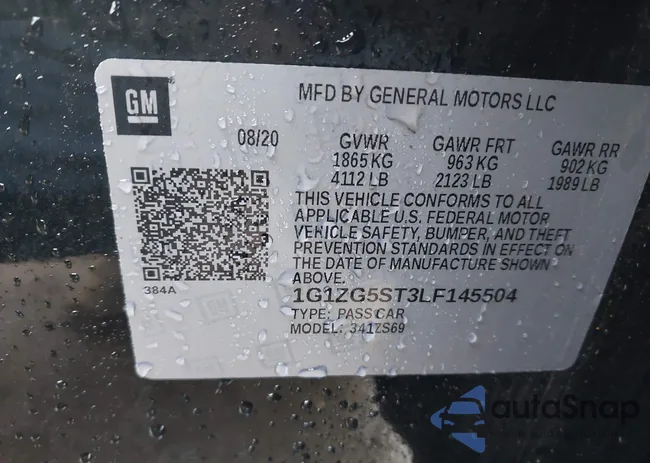 GM
MFD BY GENERAL MOTORS LLC
08/20
GVWR
1865 KG
4112 LB
GAWR FRT
963 KG
2123 LB
GAWR RR
902 KG
1989 LB
THIS VEHICLE CONFORMS TO ALL
APPLICABLE U.S. FEDERAL MOTOR
VEHICLE SAFETY, BUMPER, AND THEFT
PREVENTION STANDARDS IN EFFECT ON
THE DATE OF MANUFACTURE SHOWN
ABOVE.
384A
1G1ZG5ST3LF145504
TYPE: PASS CAR
MODEL: 341ZS69
autoSnap